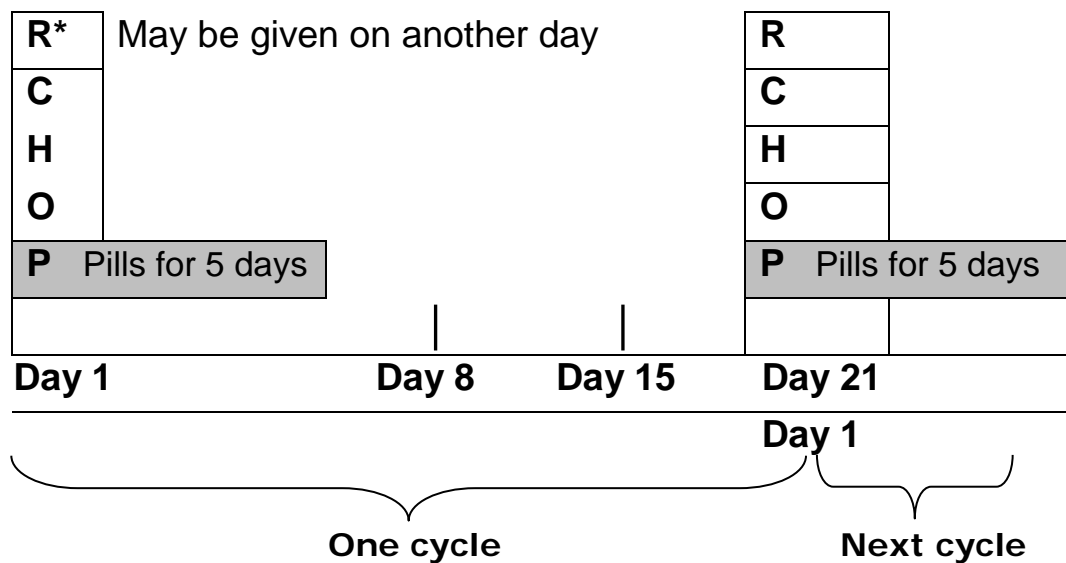 R* May be given on another day R
C C
H H
O O
P Pills for 5 days P Pills for 5 days
Day 1 Day 8 Day 15 Day 21
Day 1
One cycle Next cycle